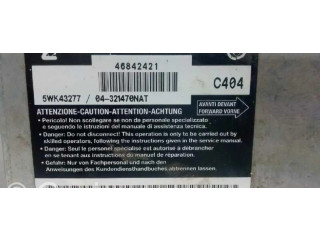 46842421
5WK43277 / 04-321470NAT
C404
ATTENZIONE-CAUTION-ATTENTION-ACHTUNG
AVANTI DEVANT
FORWARD VORNE
• Pericolo! Non scollegare se non da personale specializzato
e seguendo le istruzioni del manuale di assistenza tecnica.
• Danger: Do not disconnect! This operation is only to be carried out by
skilled operators, following the instructions given in the service manual.
• Danger: Seul le personnel specialisé est autorisé à debrancher
en se tenant aux indications du manuel de réparation.
• Gefahr: Nur von Fachpersonal und nach den
Anweisungen des Kundendiensthandbuches abtrennen lassen!